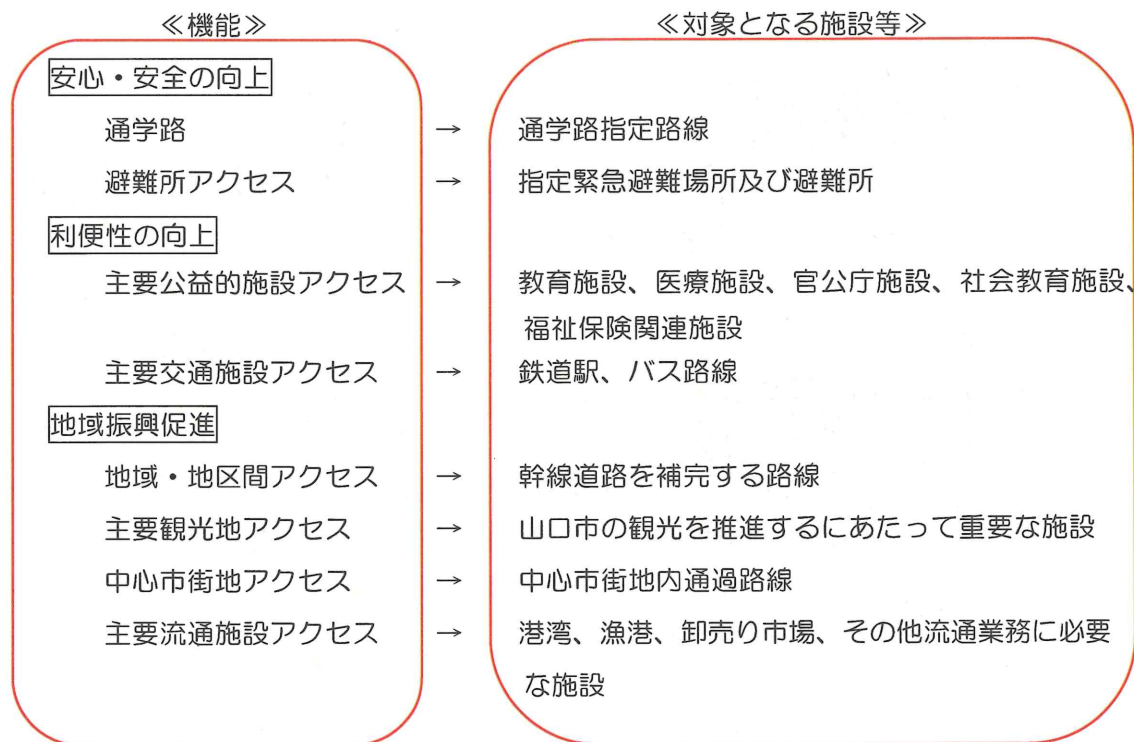 ≪機能≫ ≪対象となる施設等≫
安心・安全の向上
通学路 → 通学路指定路線
避難所アクセス → 指定緊急避難場所及び避難所
利便性の向上
主要公益的施設アクセス → 教育施設、医療施設、官公庁施設、社会教育施設、
福祉保険関連施設
主要交通施設アクセス → 鉄道駅、バス路線
地域振興促進
地域・地区間アクセス → 幹線道路を補完する路線
主要観光地アクセス → 山口市の観光を推進するにあたって重要な施設
中心市街地アクセス → 中心市街地内通過路線
主要流通施設アクセス → 港湾、漁港、卸売り市場、その他流通業務に必要
な施設